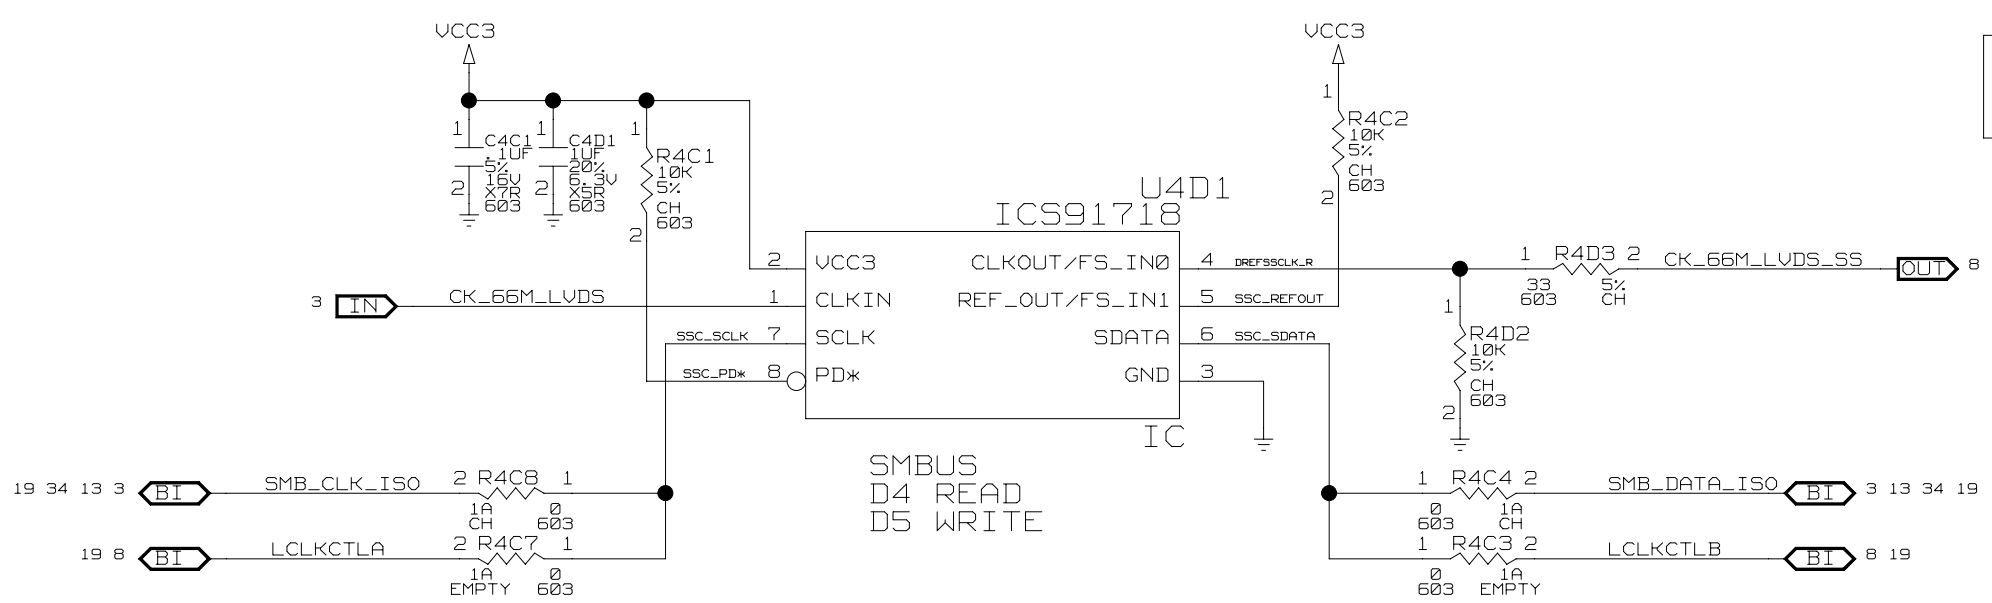 VCC3
VCC3
1
C4C1
.1UF
5%
16V
X7R
603
2
1
C4D1
1UF
20%
6.3V
X5R
603
2
1
R4C1
10K
5%
CH
603
2
1
R4C2
10K
5%
CH
603
2
U4D1
ICS91718
2 VCC3
CLKOUT/FS_IN0 4 DREFSSCLK_R
1 R4D3 2
33
603
5%
CH
CK_66M_LVDS_SS OUT 8
3 IN CK_66M_LVDS 1 CLKIN
REF_OUT/FS_IN1 5 SSC_REFOUT
SSC_SCLK 7 SCLK
SDATA 6 SSC_SDATA
SSC_PD* 8 PD*
GND 3
1
R4D2
10K
5%
CH
603
2
IC
SMBUS
D4 READ
D5 WRITE
19 34 13 3 BI SMB_CLK_ISO 2 R4C8 1
1A 0
CH 603
19 8 BI LCLKCTLA 2 R4C7 1
1A 0
EMPTY 603
1 R4C4 2 SMB_DATA_ISO BI 3 13 34 19
0 1A
603 CH
1 R4C3 2 LCLKCTLB BI 8 19
0 1A
603 EMPTY